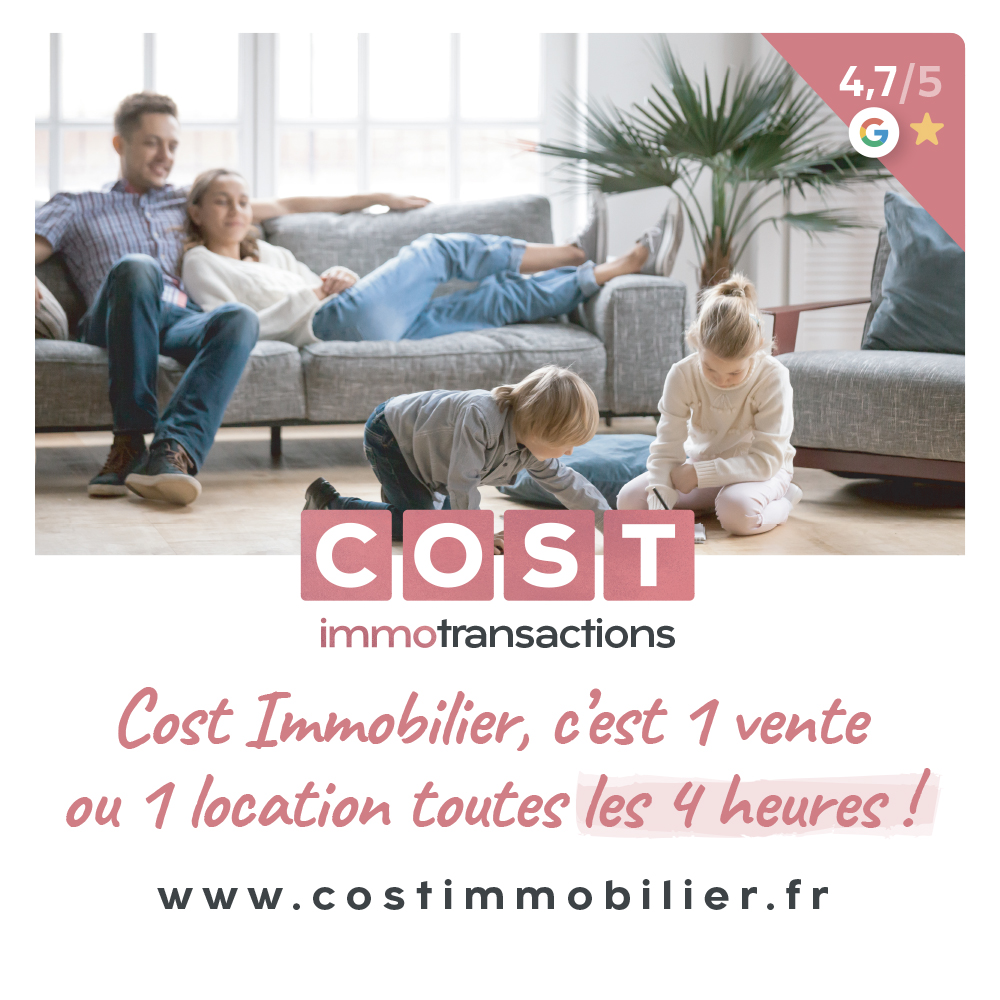 4,7/5
COST
immotransactions
Cost Immobilier, c'est 1 vente
ou 1 location toutes les 4 heures !
www.costimmobilier.fr